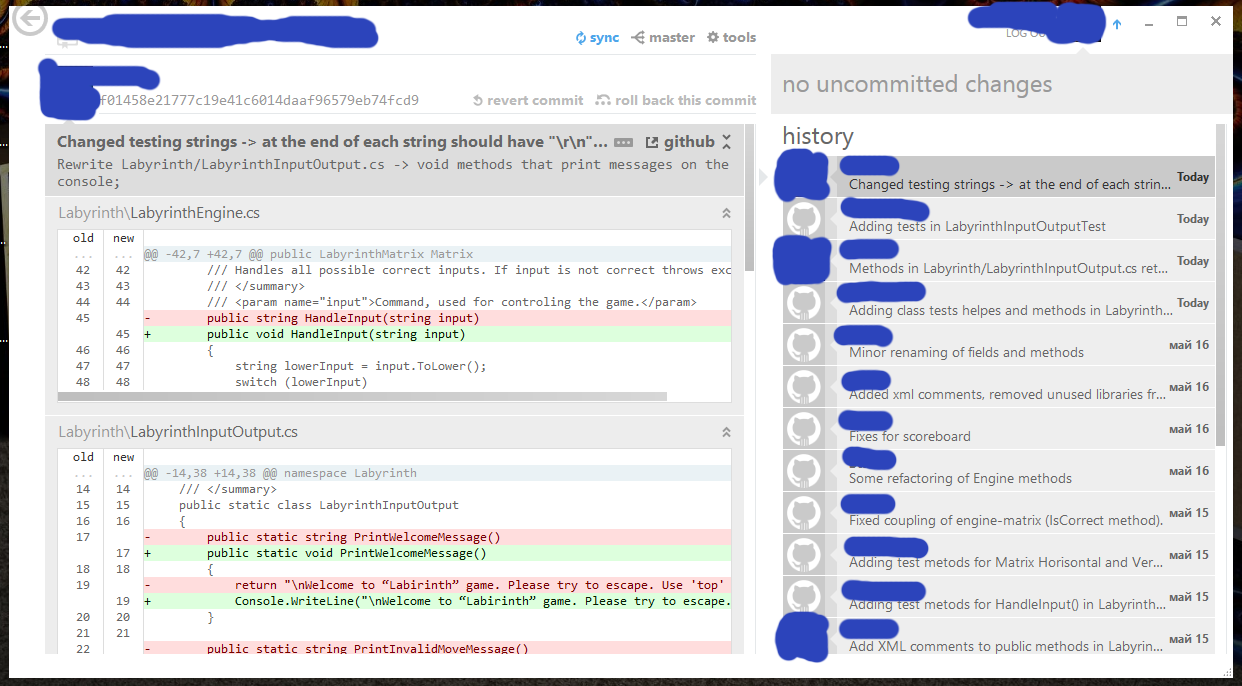 LOG OU
sync master tools
f01458e21777c19e41c6014daaf96579eb74fcd9 revert commit roll back this commit
Changed testing strings -> at the end of each string should have "\r\n"... github
Rewrite Labyrinth/LabyrinthInputOutput.cs -> void methods that print messages on the
console;
Labyrinth\LabyrinthEngine.cs
old new
... ... @@ -42,7 +42,7 @@ public LabyrinthMatrix Matrix
42 42 /// Handles all possible correct inputs. If input is not correct throws exc
43 43 /// </summary>
44 44 /// <param name="input">Command, used for controling the game.</param>
45 - public string HandleInput(string input)
45 + public void HandleInput(string input)
46 46 {
47 47 string lowerInput = input.ToLower();
48 48 switch (lowerInput)
Labyrinth\LabyrinthInputOutput.cs
old new
... ... @@ -14,38 +14,38 @@ namespace Labyrinth
14 14 /// </summary>
15 15 public static class LabyrinthInputOutput
16 16 {
17 - public static string PrintWelcomeMessage()
17 + public static void PrintWelcomeMessage()
18 18 {
19 - return "\nWelcome to “Labirinth” game. Please try to escape. Use 'top'
19 + Console.WriteLine("\nWelcome to “Labirinth” game. Please try to escape.
20 20 }
21 21
22 - public static string PrintInvalidMoveMessage()
no uncommitted changes
history
Changed testing strings -> at the end of each strin... Today
Adding tests in LabyrinthInputOutputTest Today
Methods in Labyrinth/LabyrinthInputOutput.cs ret... Today
Adding class tests helpes and methods in Labyrinth... Today
Minor renaming of fields and methods май 16
Added xml comments, removed unused libraries fr... май 16
Fixes for scoreboard май 16
Some refactoring of Engine methods май 16
Fixed coupling of engine-matrix (IsCorrect method). май 15
Adding test metods for Matrix Horisontal and Ver... май 15
Adding test metods for HandleInput() in Labyrinth... май 15
Add XML comments to public methods in Labyrin... май 15